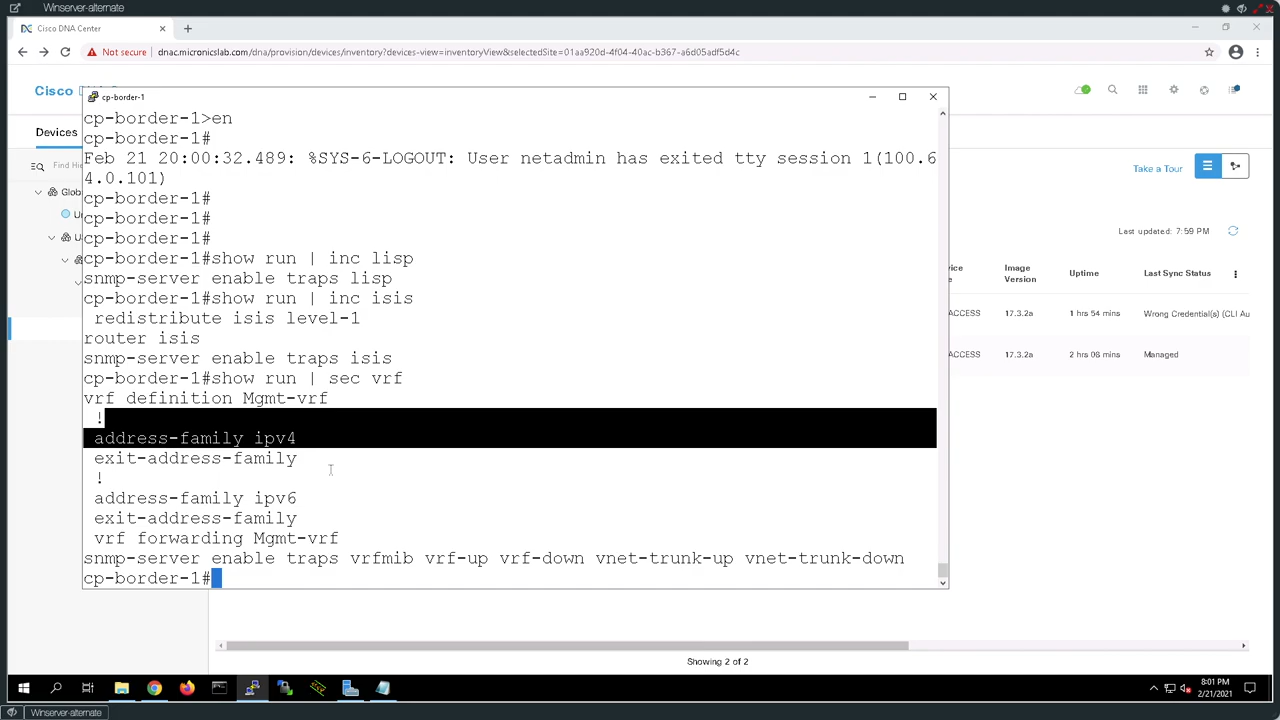 Winserver-alternate
Cisco DNA Center
Not secure
dnac.micronicslab.com/dna/provision/devices/inventory?devices-view=inventoryView&selectedSite=01aa920d-4f04-40ac-b367-a6d05adf5d4c
Cisco
cp-border-1
Devices
Find Hie
Take a Tour
Glob
Last updated: 7:59 PM
Image
Version
Uptime
Last Sync Status
ACCESS
17.3.2a
1 hrs 54 mins
Wrong Credential(s) (CLI Au
ACCESS
17.3.2a
2 hrs 08 mins
Managed
cp-border-1>en
cp-border-1#
Feb 21 20:00:32.489: %SYS-6-LOGOUT: User netadmin has exited tty session 1(100.6
4.0.101)
cp-border-1#
cp-border-1#
cp-border-1#
cp-border-1#show run | inc lisp
snmp-server enable traps lisp
cp-border-1#show run | inc isis
redistribute isis level-1
router isis
snmp-server enable traps isis
cp-border-1#show run | sec vrf
vrf definition Mgmt-vrf
!
address-family ipv4
exit-address-family
!
address-family ipv6
exit-address-family
vrf forwarding Mgmt-vrf
snmp-server enable traps vrfmib vrf-up vrf-down vnet-trunk-up vnet-trunk-down
cp-border-1#
Showing 2 of 2
8:01 PM
2/21/2021
Winserver-alternate